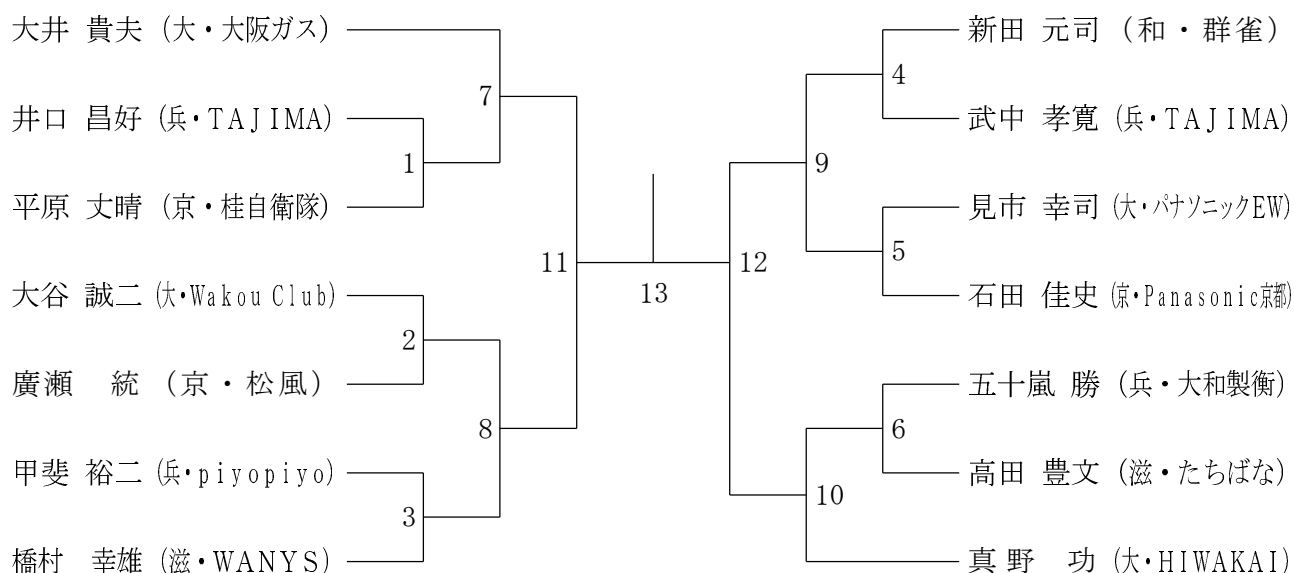 大井 貴夫 (大・大阪ガス)
7
井口 昌好 (兵・TAJIMA)
1
平原 丈晴 (京・桂自衛隊)
11
大谷 誠二 (大・Wakou Club)
2
廣瀬 統 (京・松風)
8
甲斐 裕二 (兵・piyopiyo)
3
橋村 幸雄 (滋・WANYS)
13
新田 元司 (和・群雀)
4
武中 孝寛 (兵・TAJIMA)
9
見市 幸司 (大・パナソニックEW)
5
石田 佳史 (京・Panasonic京都)
12
五十嵐 勝 (兵・大和製衡)
6
高田 豊文 (滋・たちばな)
10
真野 功 (大・HIWAKAI)